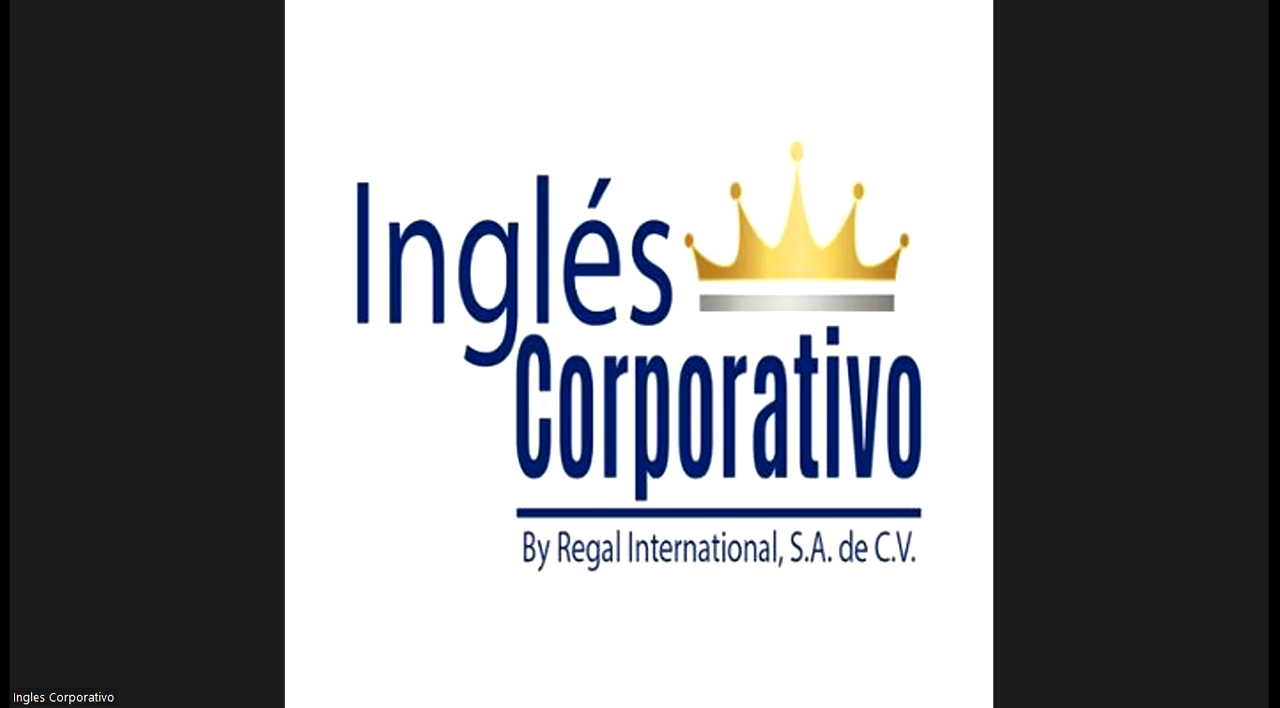 Inglés
Corporativo
By Regal International, S.A. de C.V.
Ingles Corporativo